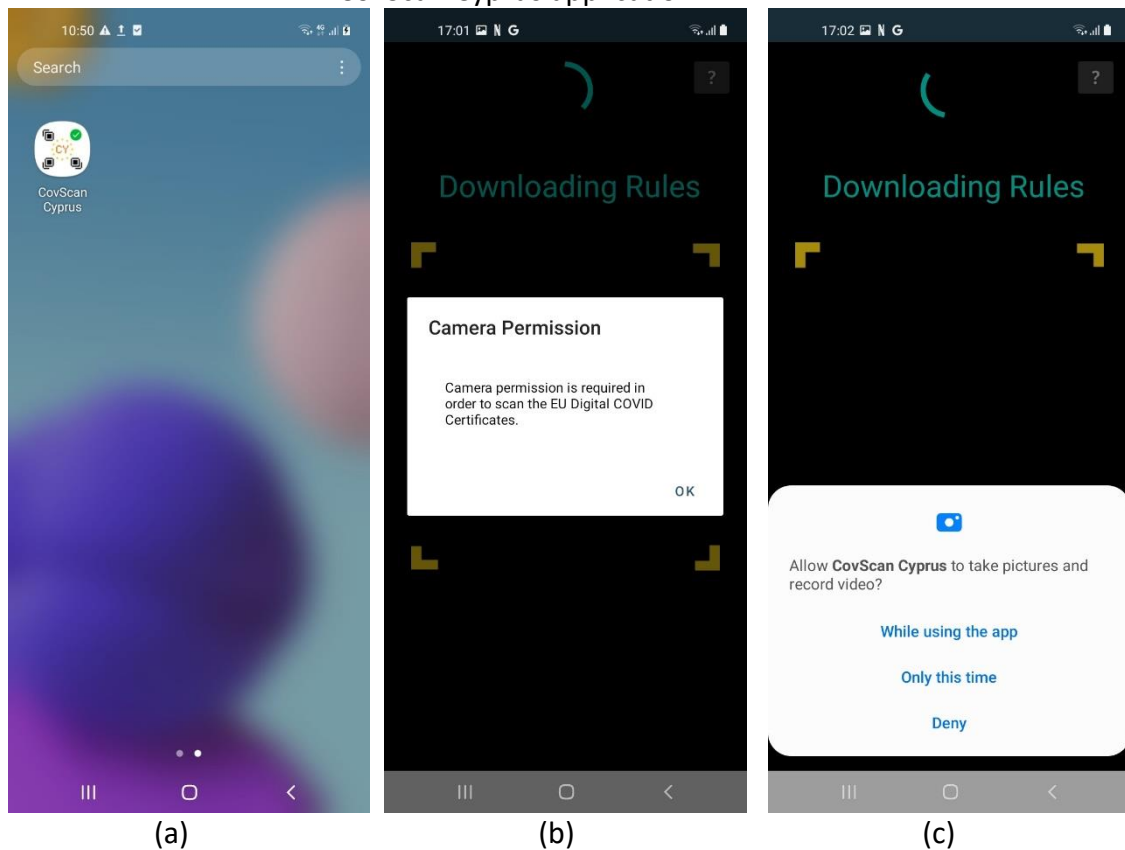 10:50
Search
CY
CovScan
Cyprus
(a)
17:01 N G
?
Downloading Rules
Camera Permission
Camera permission is required in
order to scan the EU Digital COVID
Certificates.
OK
(b)
17:02 N G
?
Downloading Rules
Allow CovScan Cyprus to take pictures and
record video?
While using the app
Only this time
Deny
(c)